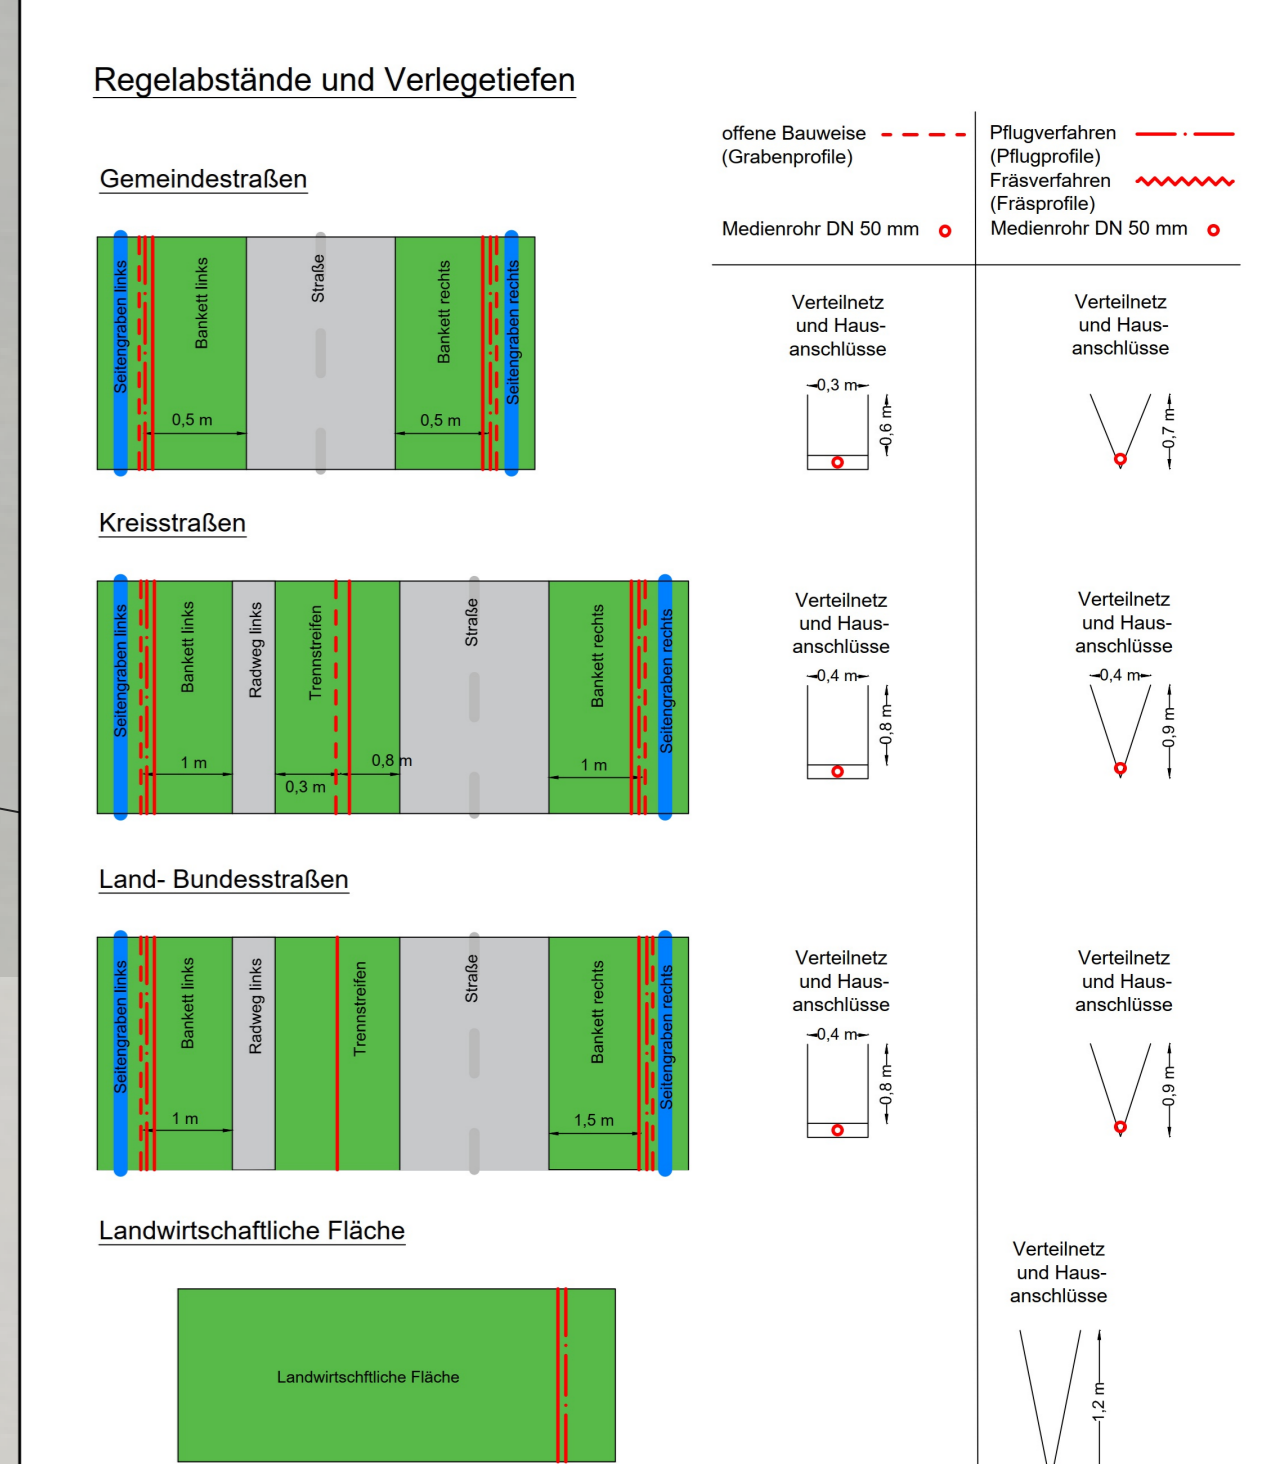 Regelabstände und Verlegetiefen
offene Bauweise
(Grabenprofile)
Medienrohr DN 50 mm
Pflugverfahren
(Pflugprofile)
Fräsverfahren
(Fräsprofile)
Medienrohr DN 50 mm
Gemeindestraßen
Seitengraben links
Bankett links
Straße
Bankett rechts
Seitengraben rechts
0,5 m
0,5 m
Verteilnetz
und Haus-
anschlüsse
0,3 m
0,6 m
Verteilnetz
und Haus-
anschlüsse
0,7 m
Kreisstraßen
Seitengraben links
Bankett links
Radweg links
Trennstreifen
Straße
Bankett rechts
Seitengraben rechts
1 m
0,3 m
0,8 m
1 m
Verteilnetz
und Haus-
anschlüsse
0,4 m
0,8 m
Verteilnetz
und Haus-
anschlüsse
0,4 m
0,9 m
Land- Bundesstraßen
Seitengraben links
Bankett links
Radweg links
Trennstreifen
Straße
Bankett rechts
Seitengraben rechts
1 m
1,5 m
Verteilnetz
und Haus-
anschlüsse
0,4 m
0,8 m
Verteilnetz
und Haus-
anschlüsse
0,9 m
Landwirtschaftliche Fläche
Landwirtschftliche Fläche
Verteilnetz
und Haus-
anschlüsse
1,2 m